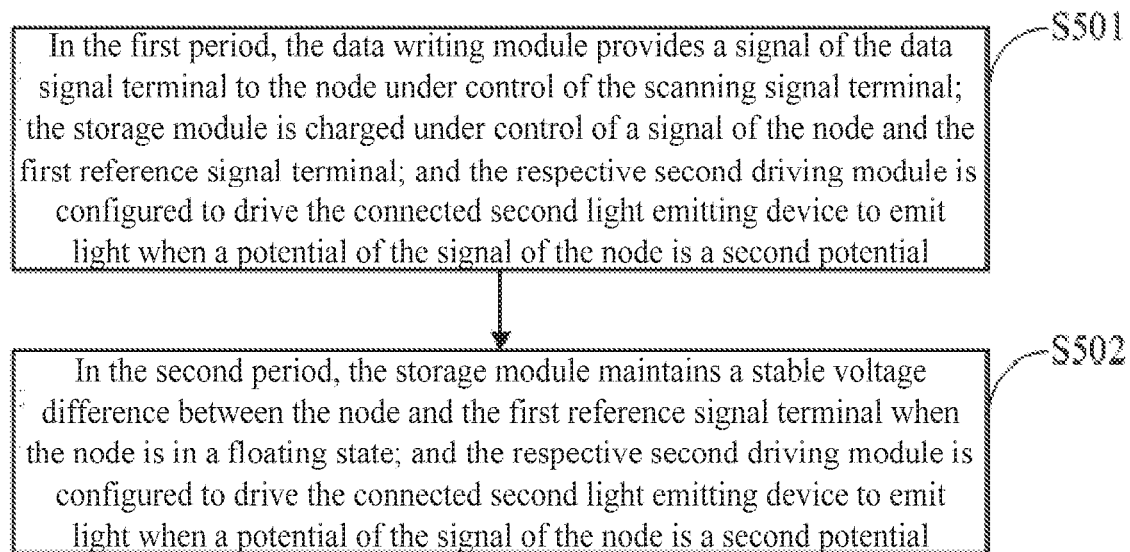 S501
In the first period, the data writing module provides a signal of the data
signal terminal to the node under control of the scanning signal terminal;
the storage module is charged under control of a signal of the node and the
first reference signal terminal; and the respective second driving module is
configured to drive the connected second light emitting device to emit
light when a potential of the signal of the node is a second potential
S502
In the second period, the storage module maintains a stable voltage
difference between the node and the first reference signal terminal when
the node is in a floating state; and the respective second driving module is
configured to drive the connected second light emitting device to emit
light when a potential of the signal of the node is a second potential